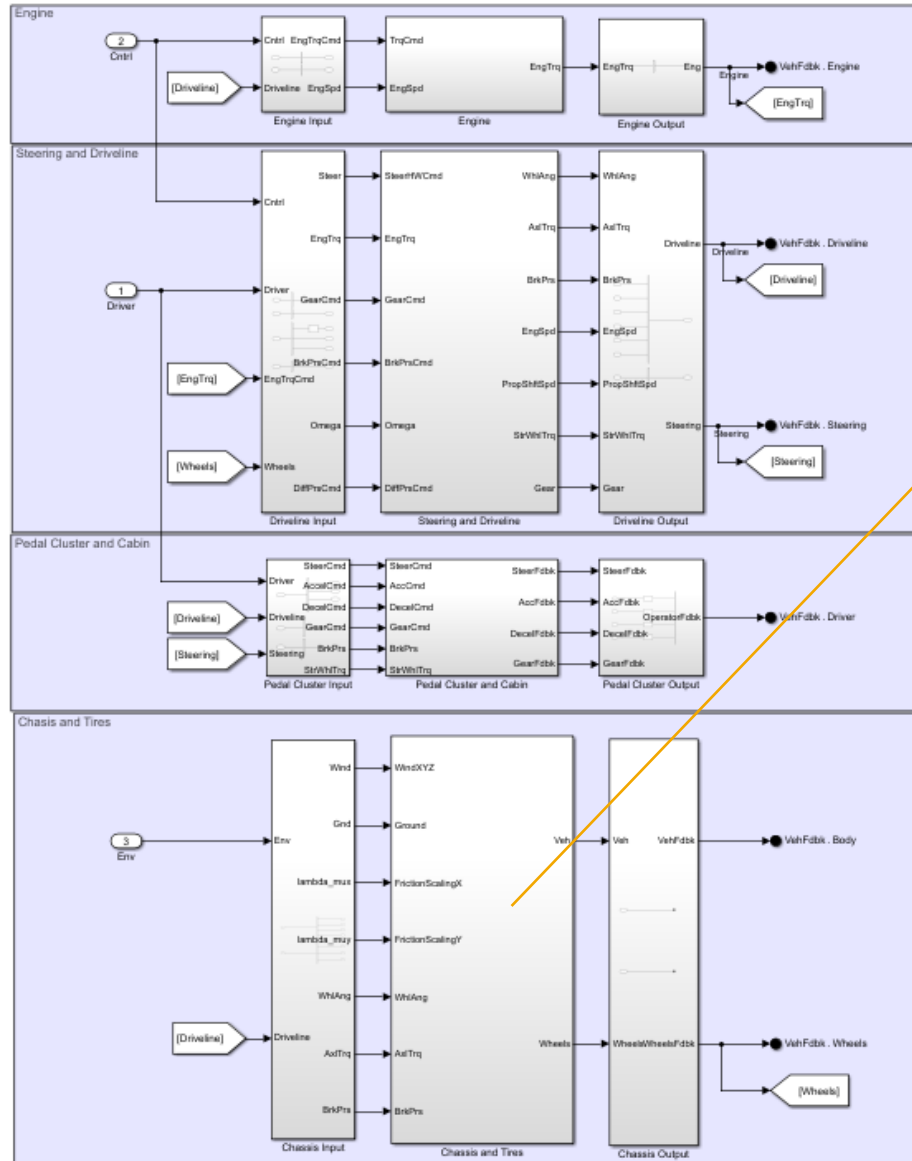 Engine
2
Cntrl
[Driveline]
Cntrl EngTrqCmd
Driveline EngSpd
Engine Input
TrqCmd
EngTrq
EngSpd
Engine
EngTrq Eng
Engine Output
Engine
VehFdbk . Engine
[EngTrq]
Steering and Driveline
1
Driver
[EngTrq]
[Wheels]
Steer
Cntrl
EngTrq
Driver
GearCmd
BrkPrsCmd
EngTrqCmd
Omega
Wheels
DiffPrsCmd
Driveline Input
SteerHWCmd
EngTrq
GearCmd
BrkPrsCmd
Omega
DiffPrsCmd
WhlAng
AxlTrq
BrkPrs
EngSpd
PropShftSpd
StrWhlTrq
Gear
Steering and Driveline
WhlAng
AxlTrq
BrkPrs
EngSpd
PropShftSpd
StrWhlTrq
Gear
Driveline
Steering
Driveline Output
Driveline
VehFdbk . Driveline
[Driveline]
Steering
VehFdbk . Steering
[Steering]
Pedal Cluster and Cabin
[Driveline]
[Steering]
Driver
Driveline
Steering
SteerCmd
AccelCmd
DecelCmd
GearCmd
BrkPrs
StrWhlTrq
Pedal Cluster Input
SteerCmd
AccCmd
DecelCmd
GearCmd
BrkPrs
StrWhlTrq
SteerFdbk
AccFdbk
DecelFdbk
GearFdbk
Pedal Cluster and Cabin
SteerFdbk
AccFdbk
DecelFdbk
GearFdbk
OperatorFdbk
Pedal Cluster Output
VehFdbk . Driver
Chasis and Tires
3
Env
[Driveline]
Wind
Gnd
Env
lambda_mux
lambda_muy
WhlAng
Driveline
AxlTrq
BrkPrs
Chassis Input
WindXYZ
Ground
FrictionScalingX
FrictionScalingY
WhlAng
AxlTrq
BrkPrs
Veh
Wheels
Chassis and Tires
Veh VehFdbk
Wheels WheelsFdbk
Chassis Output
VehFdbk . Body
VehFdbk . Wheels
[Wheels]